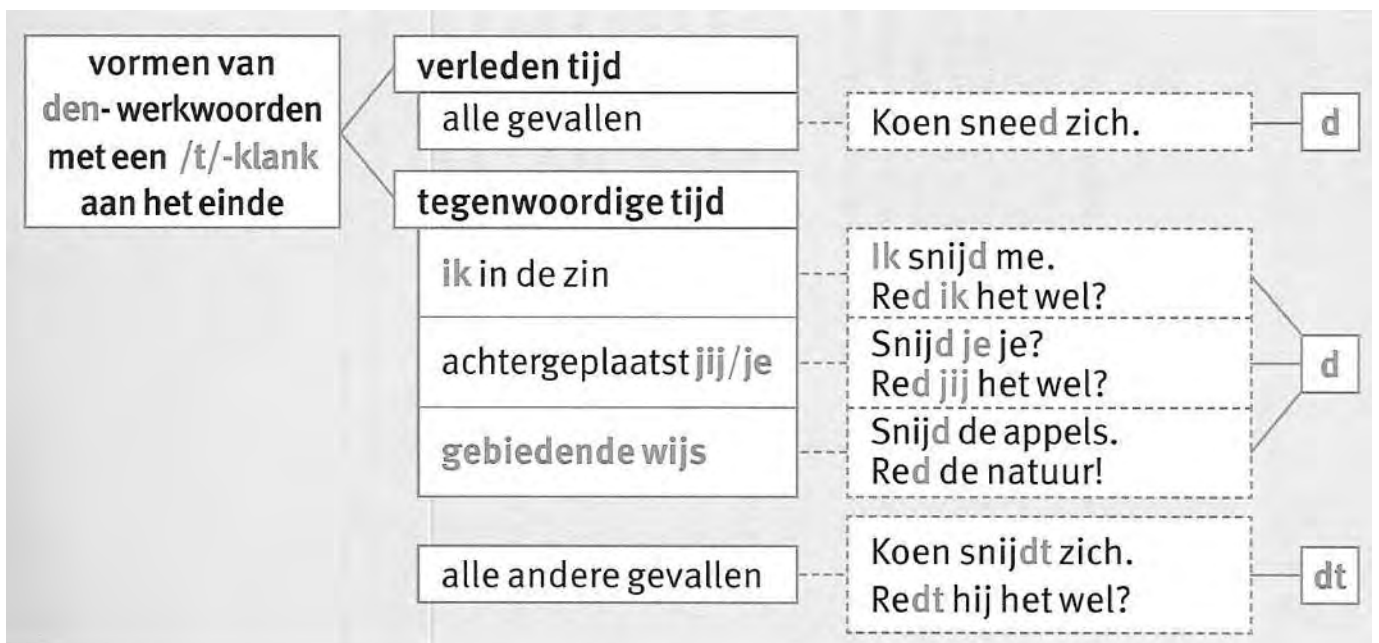 vormen van
den-werkwoorden
met een /t/-klank
aan het einde
verleden tijd
alle gevallen
Koen sneed zich.
d
tegenwoordige tijd
ik in de zin
Ik snijd me.
Red ik het wel?
achtergeplaatst jij/je
Snijd je je?
Red jij het wel?
d
gebiedende wijs
Snijd de appels.
Red de natuur!
alle andere gevallen
Koen snijdt zich.
Redt hij het wel?
dt